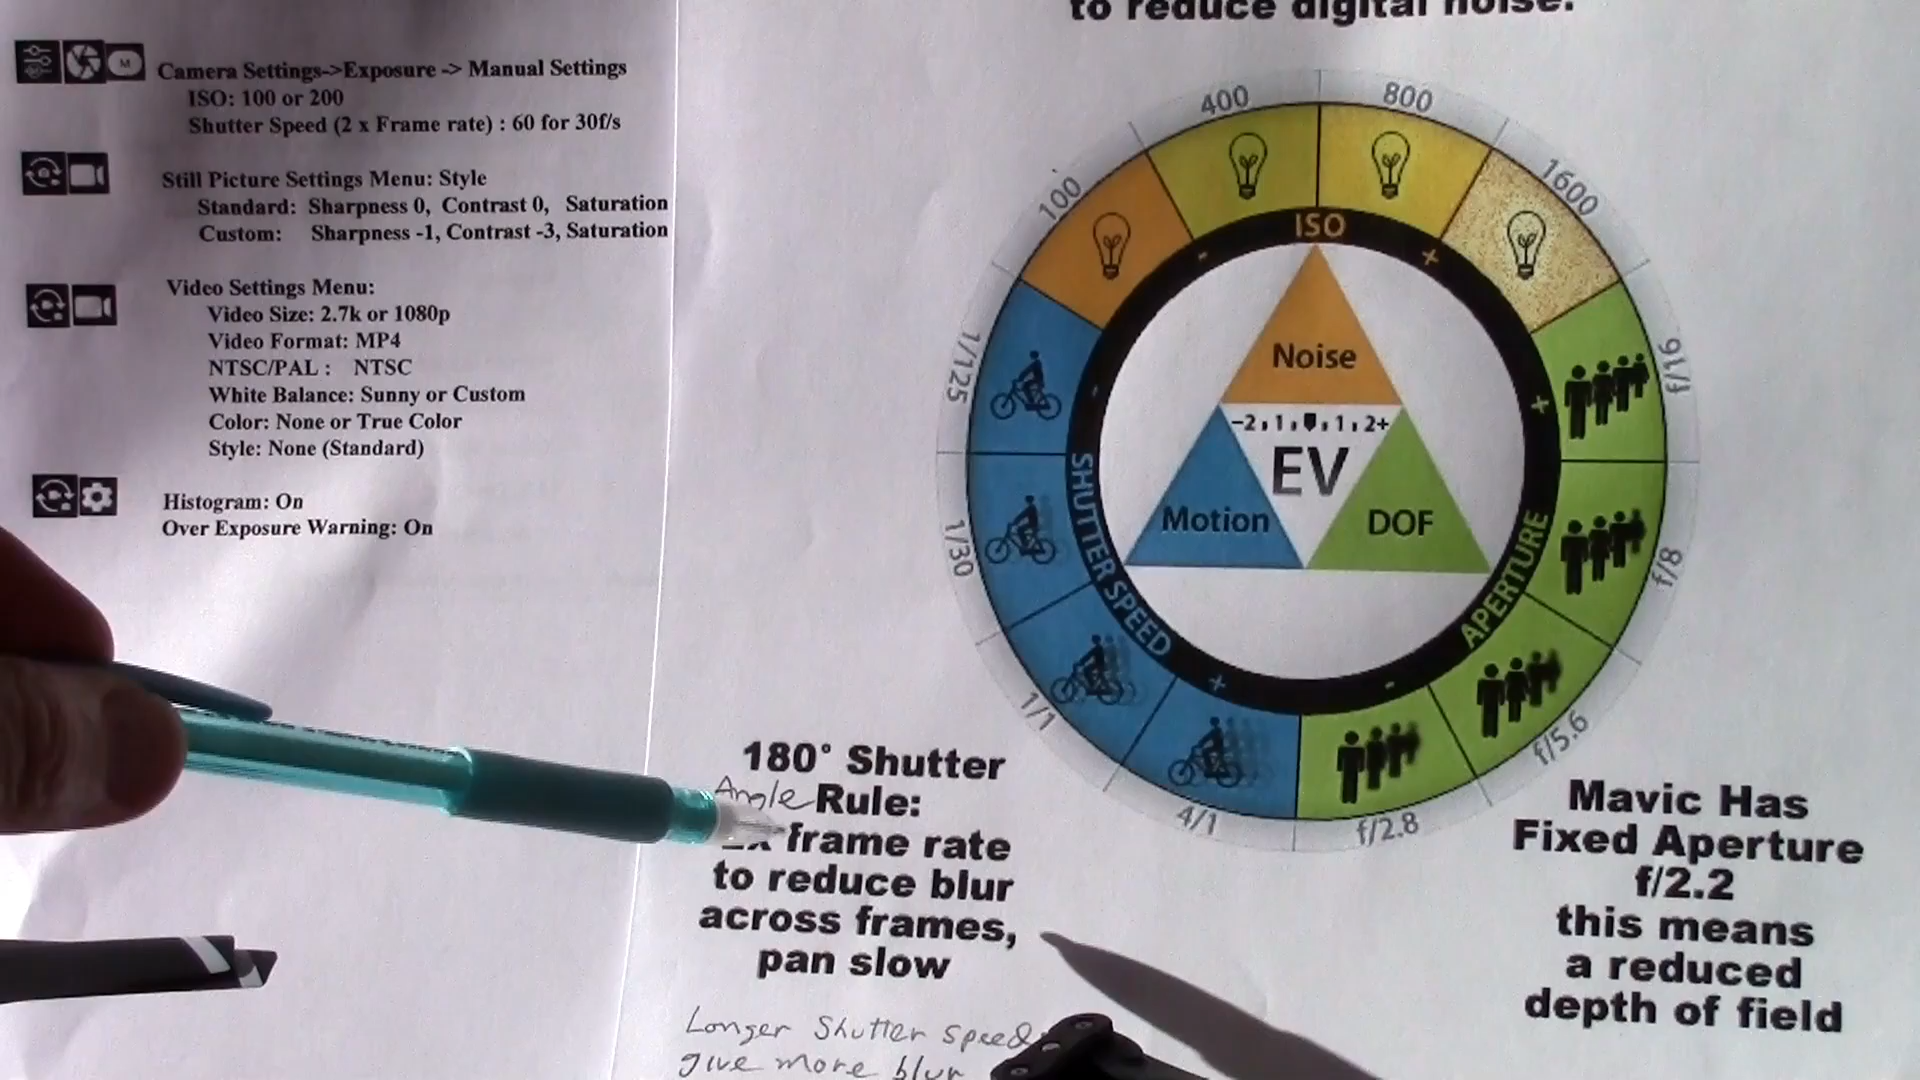 to reduce digital noise.
M
Camera Settings->Exposure -> Manual Settings
ISO: 100 or 200
Shutter Speed (2 x Frame rate) : 60 for 30f/s
Still Picture Settings Menu: Style
Standard: Sharpness 0, Contrast 0, Saturation
Custom: Sharpness -1, Contrast -3, Saturation
Video Settings Menu:
Video Size: 2.7k or 1080p
Video Format: MP4
NTSC/PAL : NTSC
White Balance: Sunny or Custom
Color: None or True Color
Style: None (Standard)
Histogram: On
Over Exposure Warning: On
100
400
800
1600
- ISO +
f/16
f/8
f/5.6
f/2.8
+ APERTURE -
1/125
1/30
1/1
4/1
- SHUTTER SPEED +
Noise
-2 1 1 2+
EV
Motion
DOF
180° Shutter
Angle Rule:
2x frame rate
to reduce blur
across frames,
pan slow
Longer Shutter speed
give more blur
Mavic Has
Fixed Aperture
f/2.2
this means
a reduced
depth of field